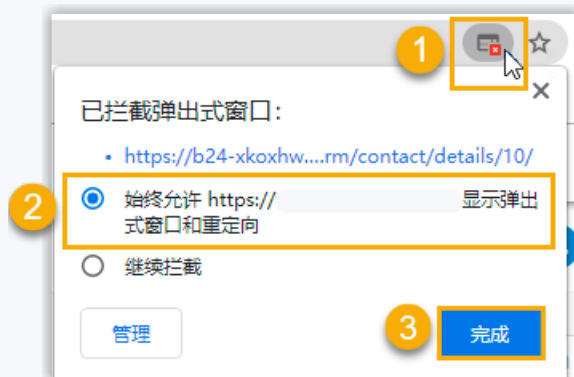 1
已拦截弹出式窗口：
• https://b24-xkoxhw....rm/contact/details/10/
2
始终允许 https:// 显示弹出
式窗口和重定向
继续拦截
管理
3
完成